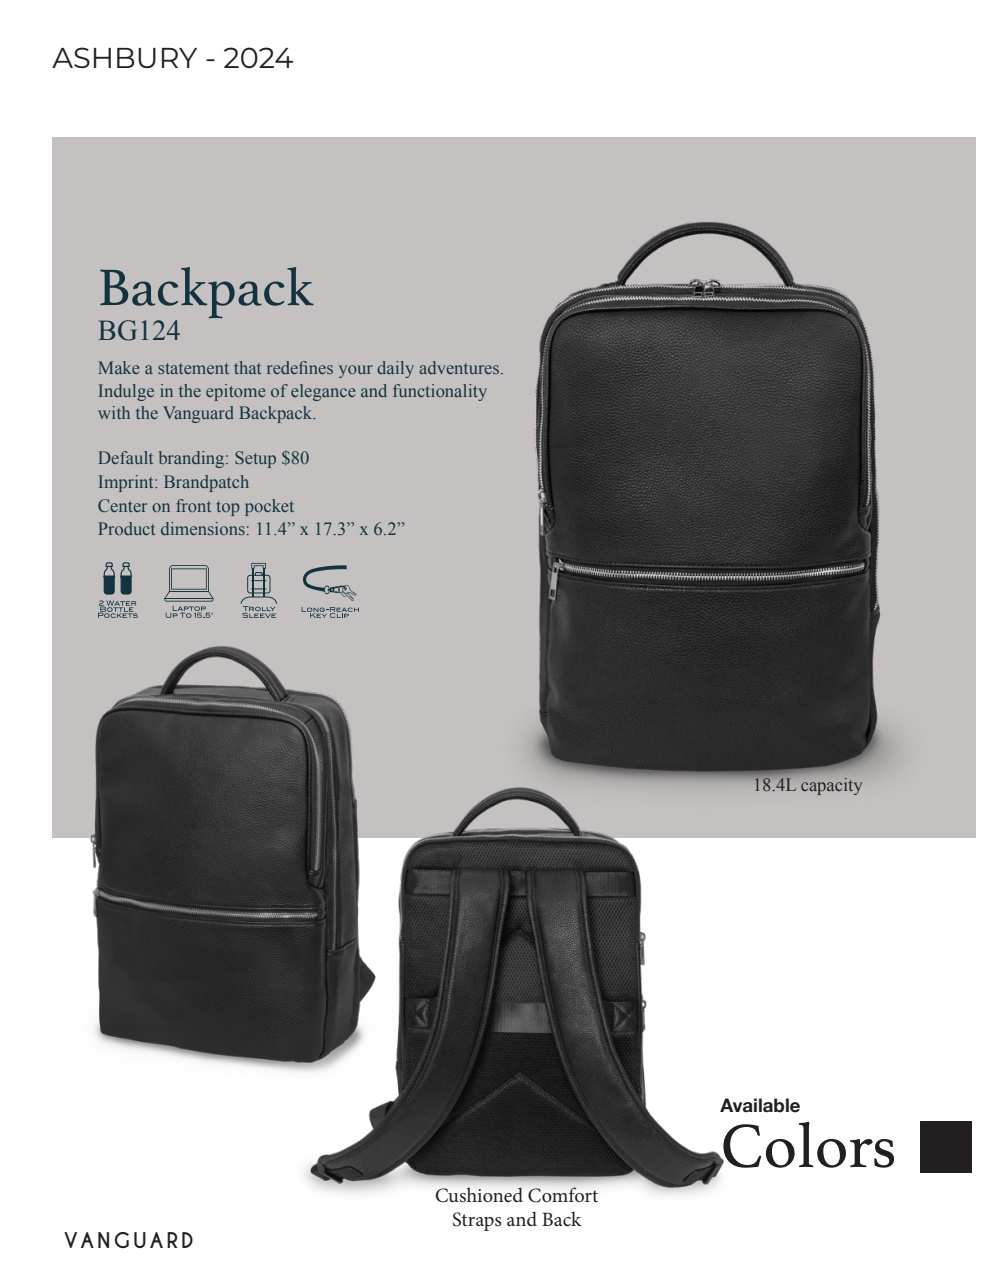 ASHBURY - 2024
Backpack
BG124
Make a statement that redefines your daily adventures.
Indulge in the epitome of elegance and functionality
with the Vanguard Backpack.
Default branding: Setup $80
Imprint: Brandpatch
Center on front top pocket
Product dimensions: 11.4” x 17.3” x 6.2”
2 WATER
BOTTLE
POCKETS
LAPTOP
UP TO 15.5"
TROLLY
SLEEVE
LONG-REACH
KEY CLIP
18.4L capacity
Available
Colors
Cushioned Comfort
Straps and Back
VANGUARD